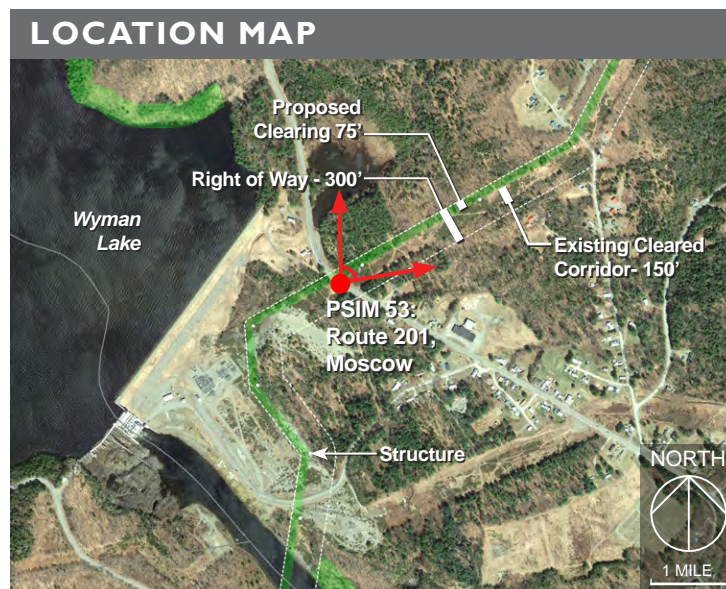 LOCATION MAP
Proposed
Clearing 75’
Right of Way - 300’
Wyman
Lake
Existing Cleared
Corridor- 150’
PSIM 53:
Route 201,
Moscow
Structure
NORTH
1 MILE